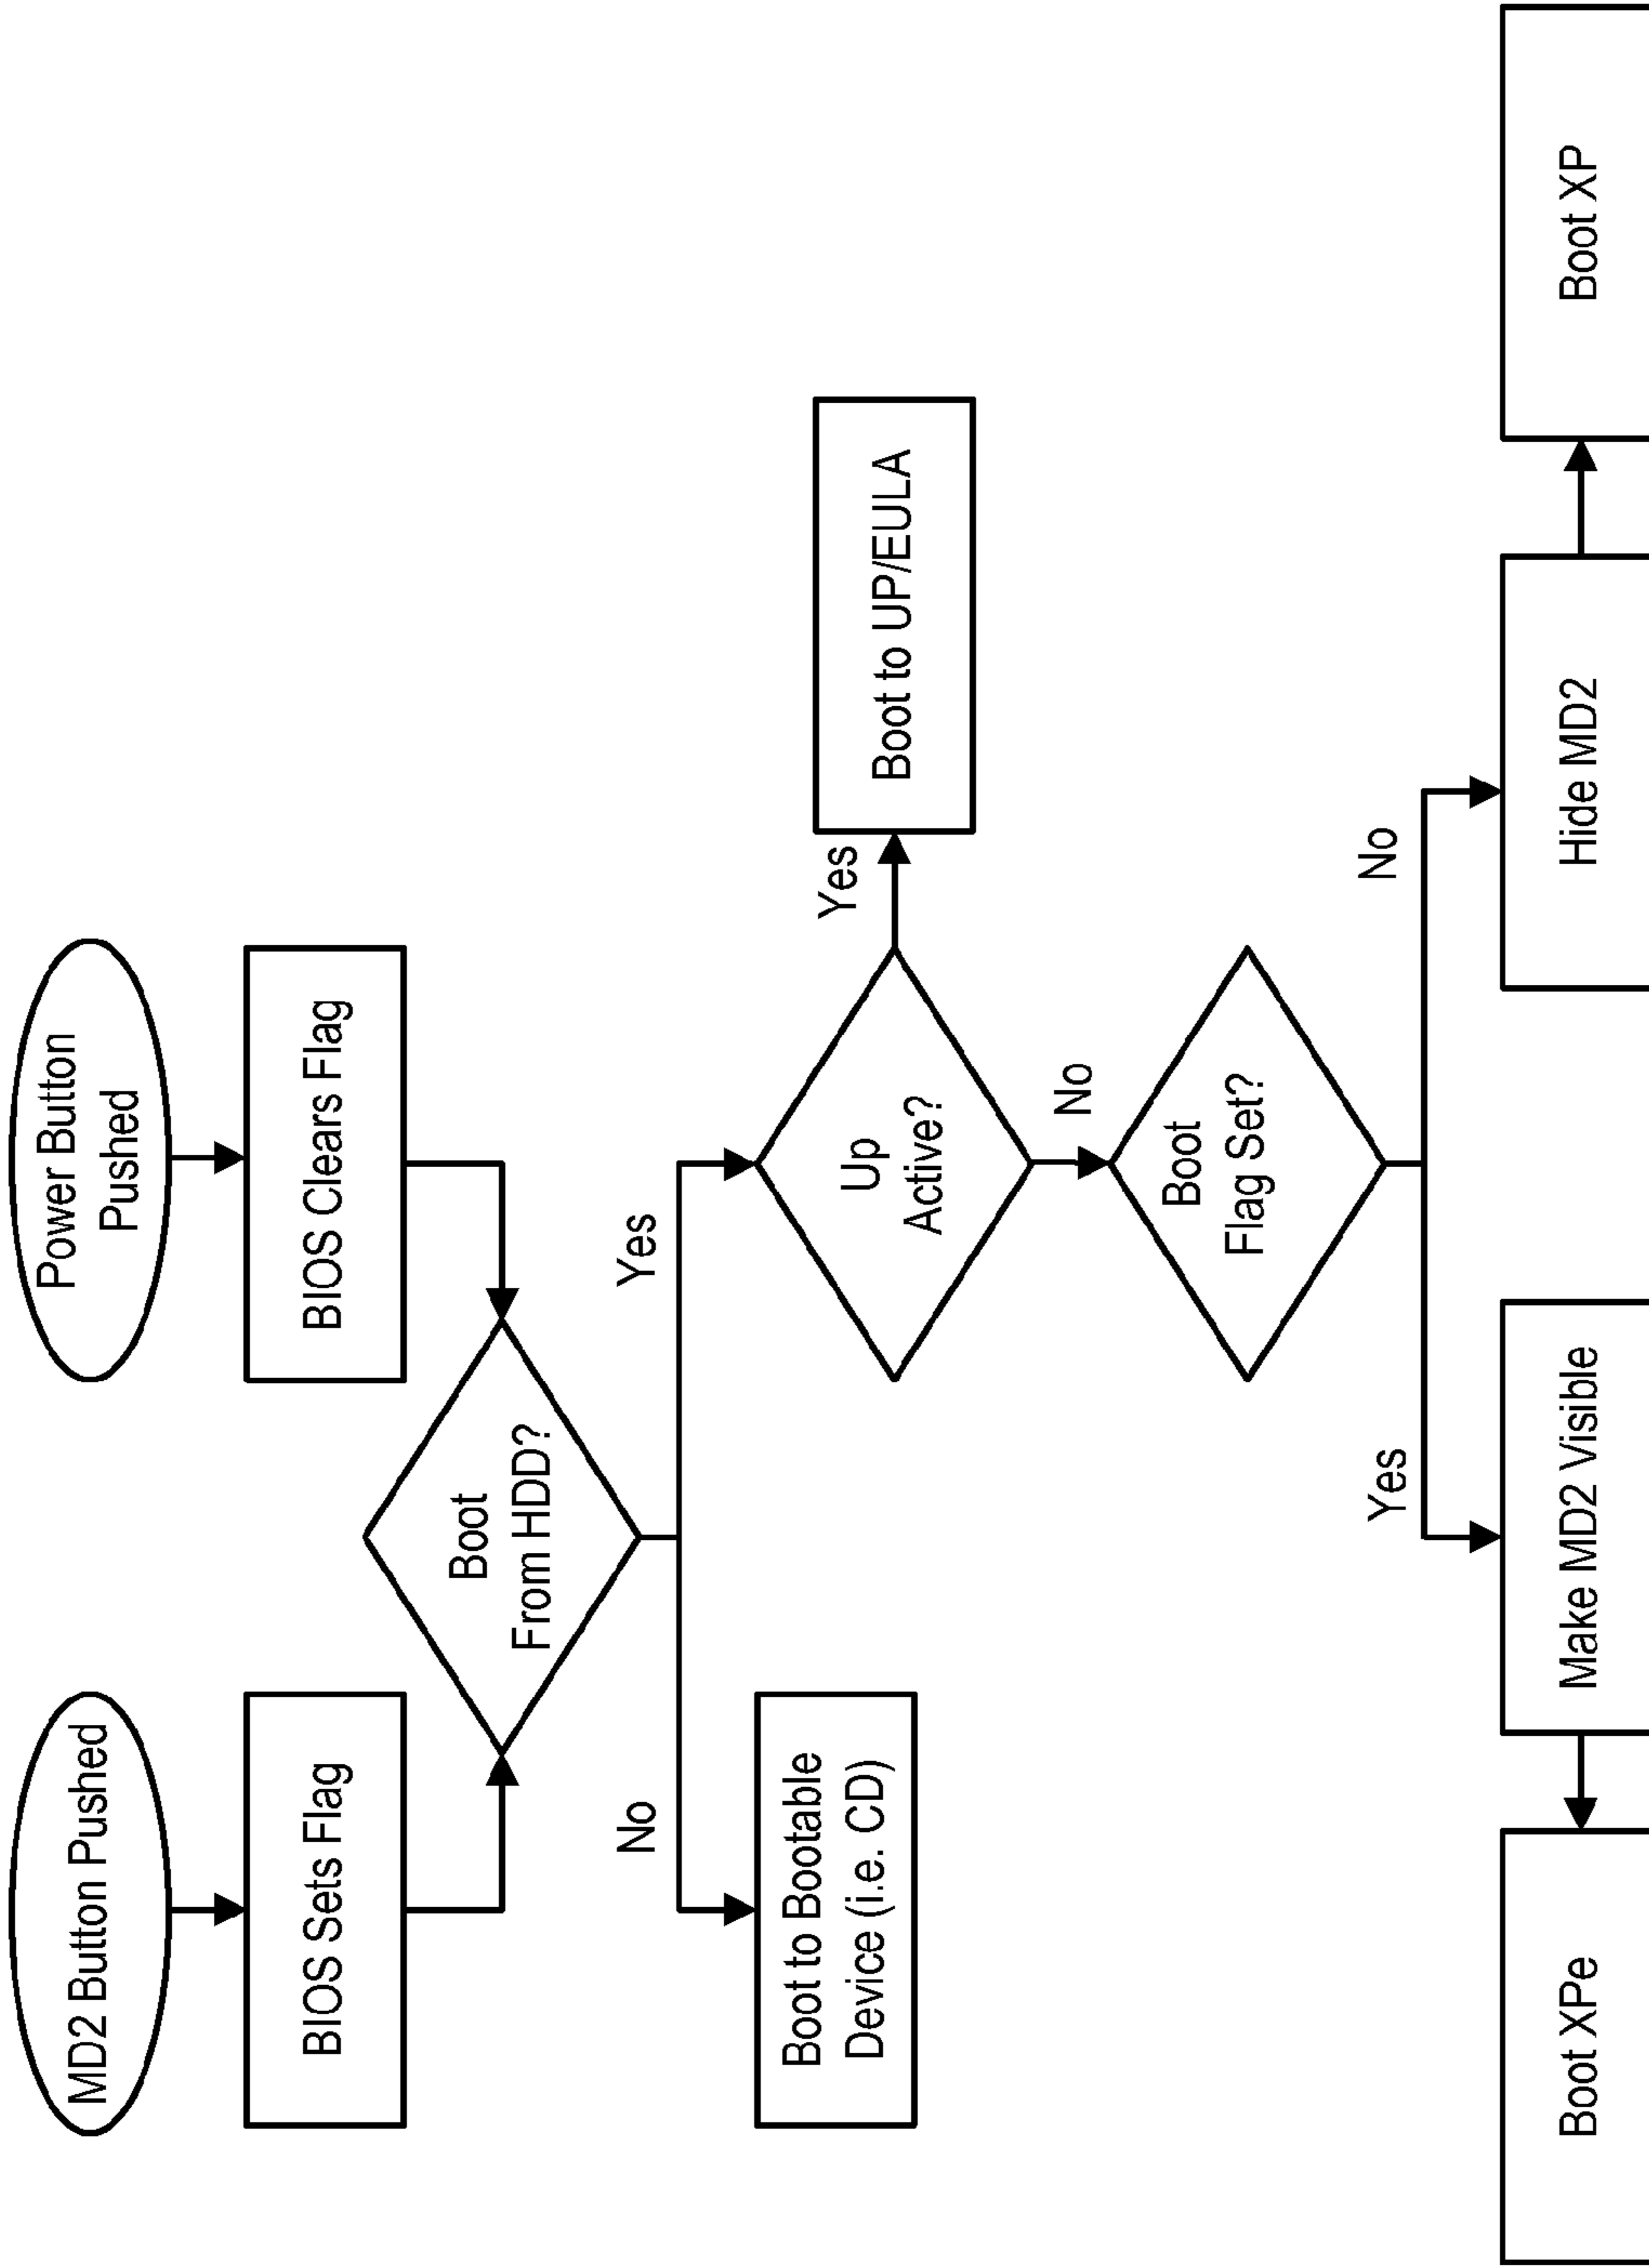 MD2 Button Pushed
Power Button
Pushed
BIOS Sets Flag
BIOS Clears Flag
Boot
From HDD?
No
Yes
Boot to Bootable
Device (i.e. CD)
Up
Active?
Yes
Boot to UP/EULA
No
Boot
Flag Set?
Yes
No
Boot XPe
Make MD2 Visible
Hide MD2
Boot XP